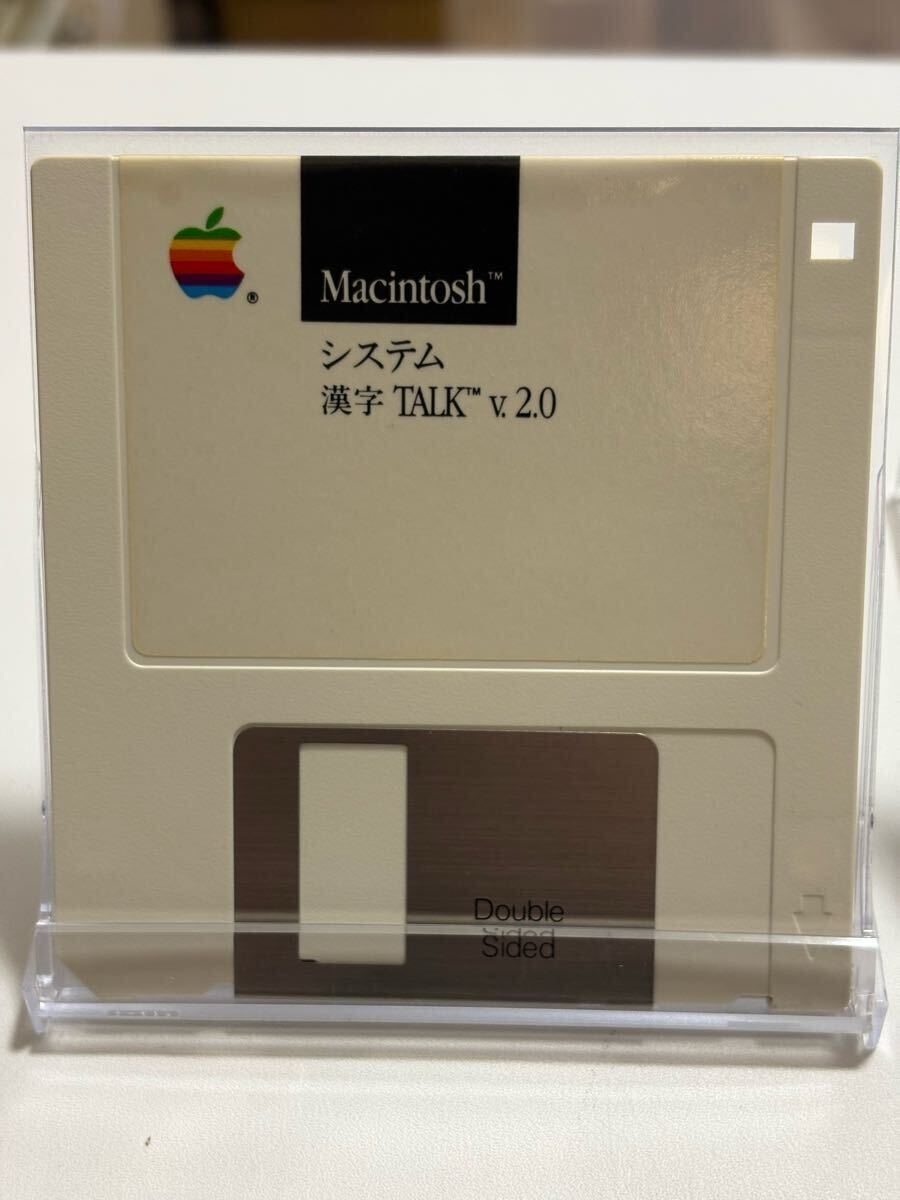 Macintosh™
®
システム
漢字 TALK™ v. 2.0
Double
Sided